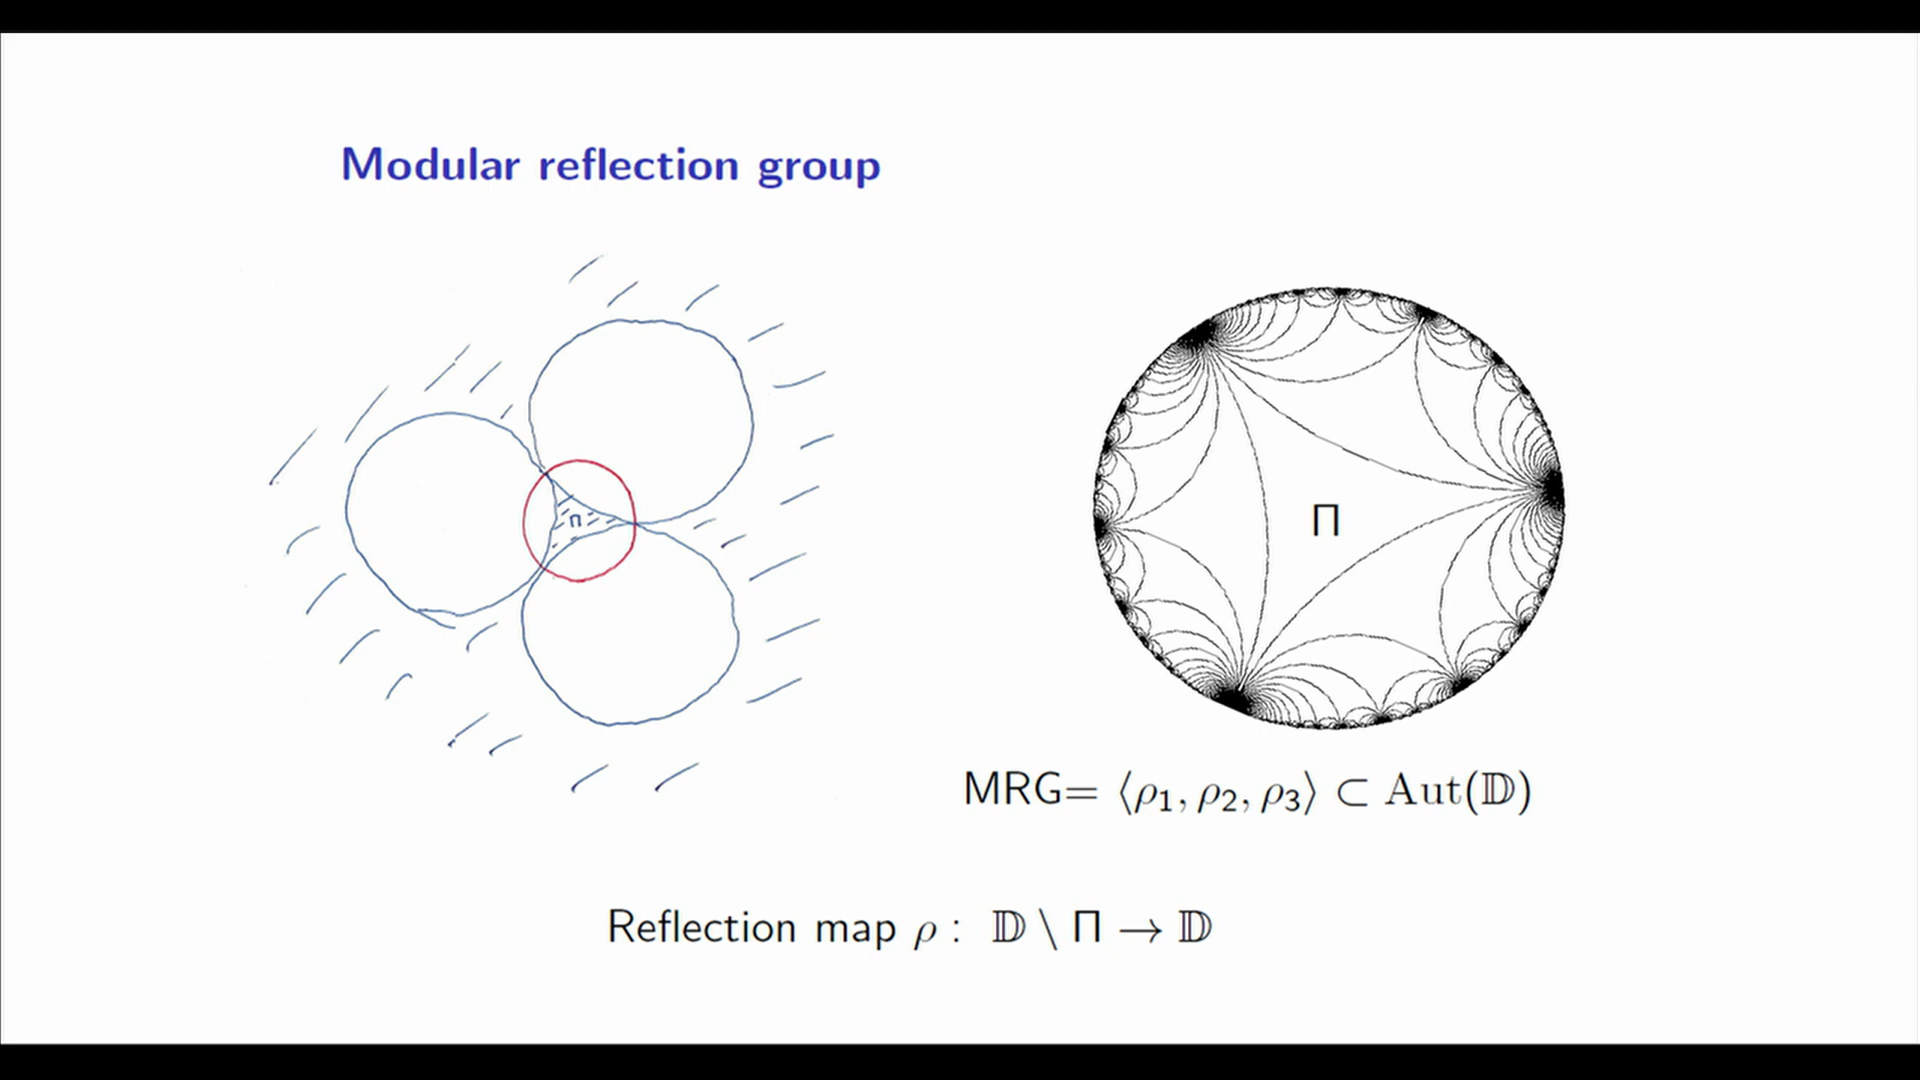 Modular reflection group
Π
Π
MRG= ⟨ρ₁, ρ₂, ρ₃⟩ ⊂ Aut(𝔻)
Reflection map ρ : 𝔻 \ Π → 𝔻